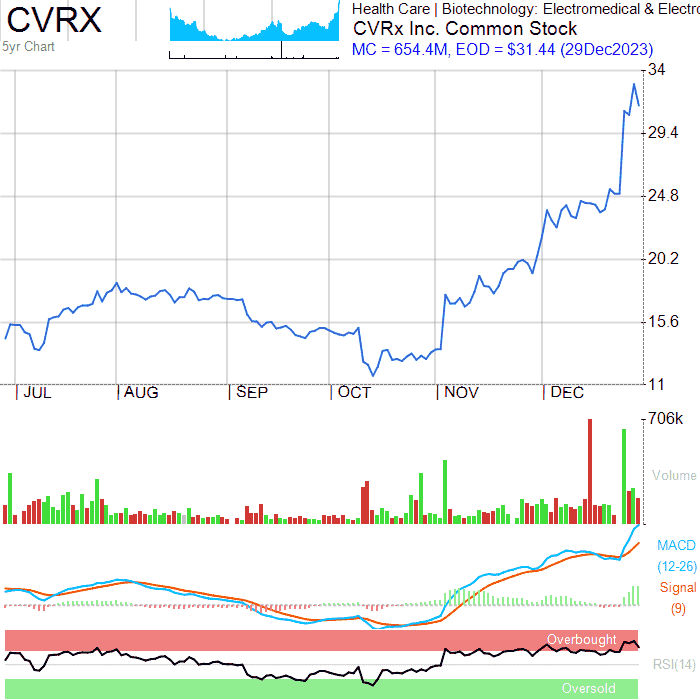 CVRX
5yr Chart
Health Care | Biotechnology: Electromedical & Electro
CVRx Inc. Common Stock
MC = 654.4M, EOD = $31.44 (29Dec2023)
34
29.4
24.8
20.2
15.6
11
JUL AUG SEP OCT NOV DEC
706k
Volume
MACD
(12-26)
Signal
(9)
Overbought
RSI(14)
Oversold